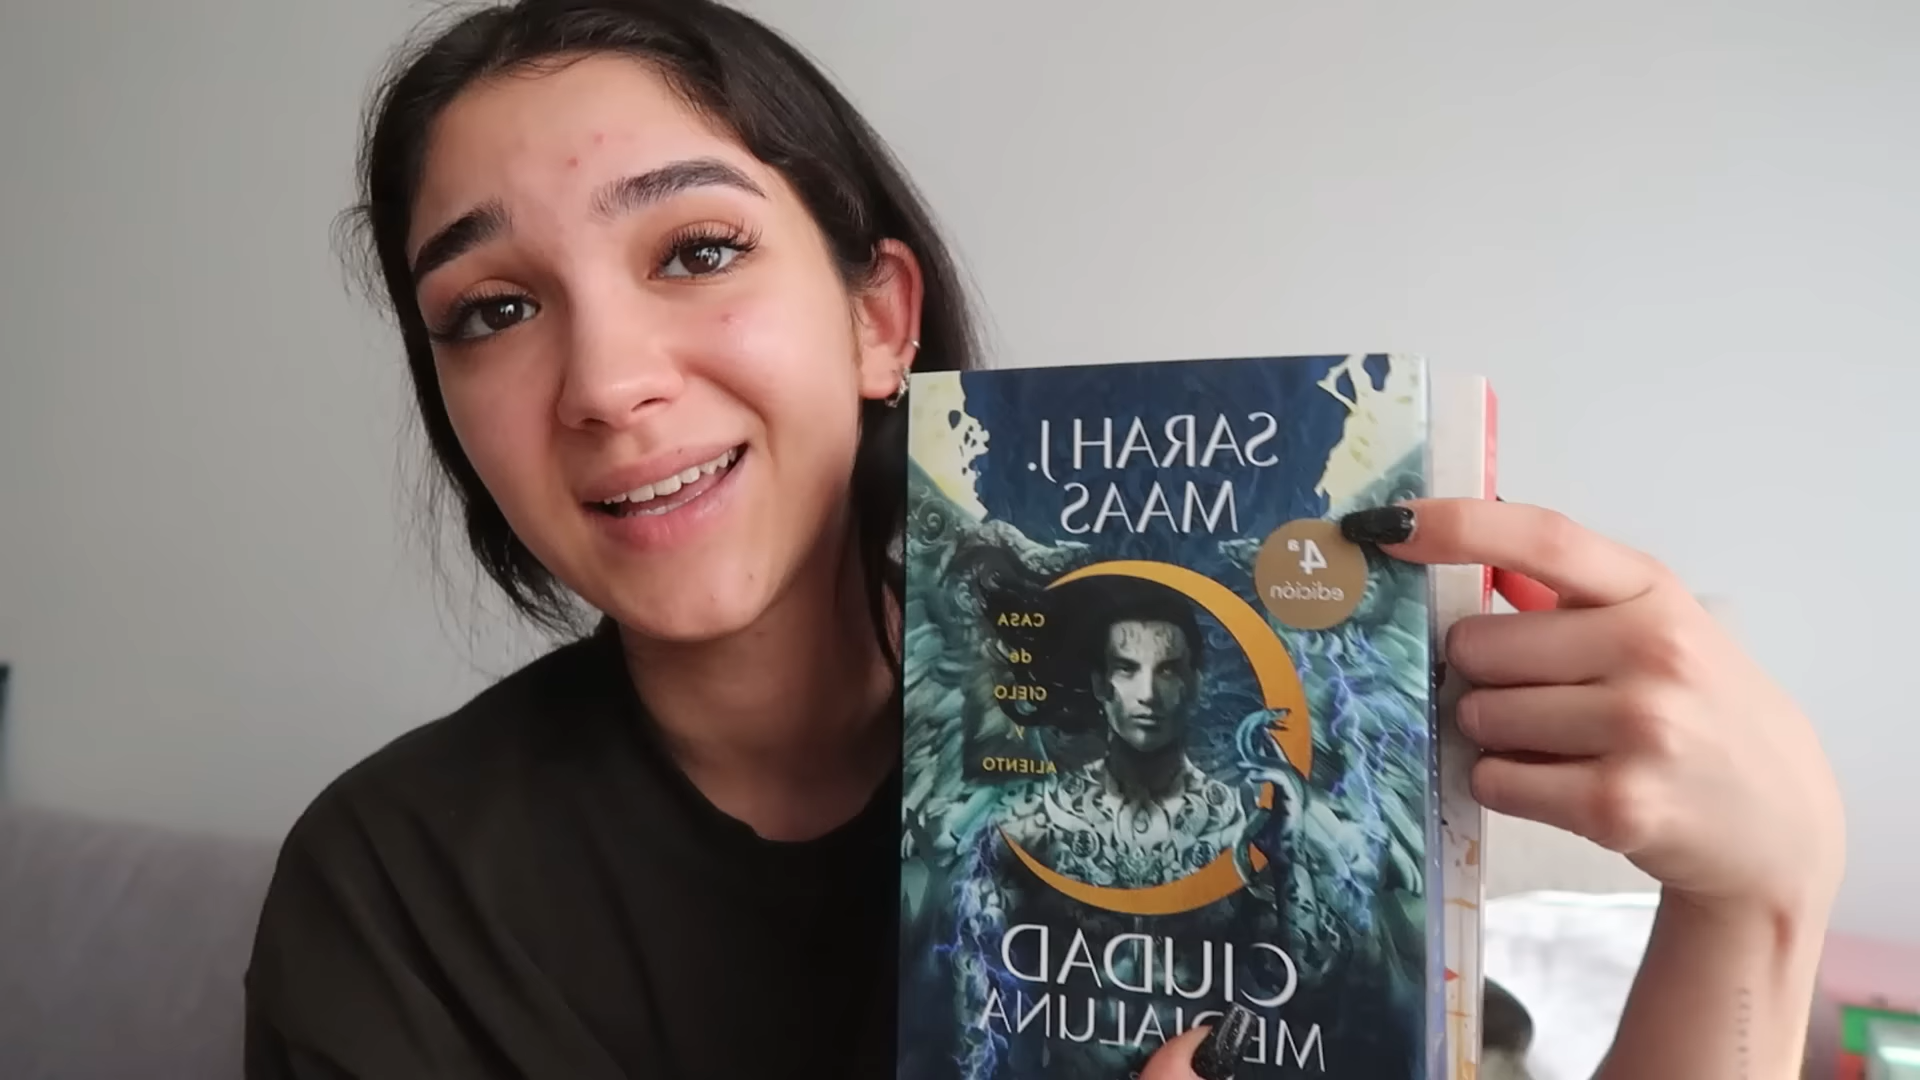 SARAH J.
MAAS
4ª
edición
CASA
de
CIELO
y
ALIENTO
CIUDAD
MEDIALUNA